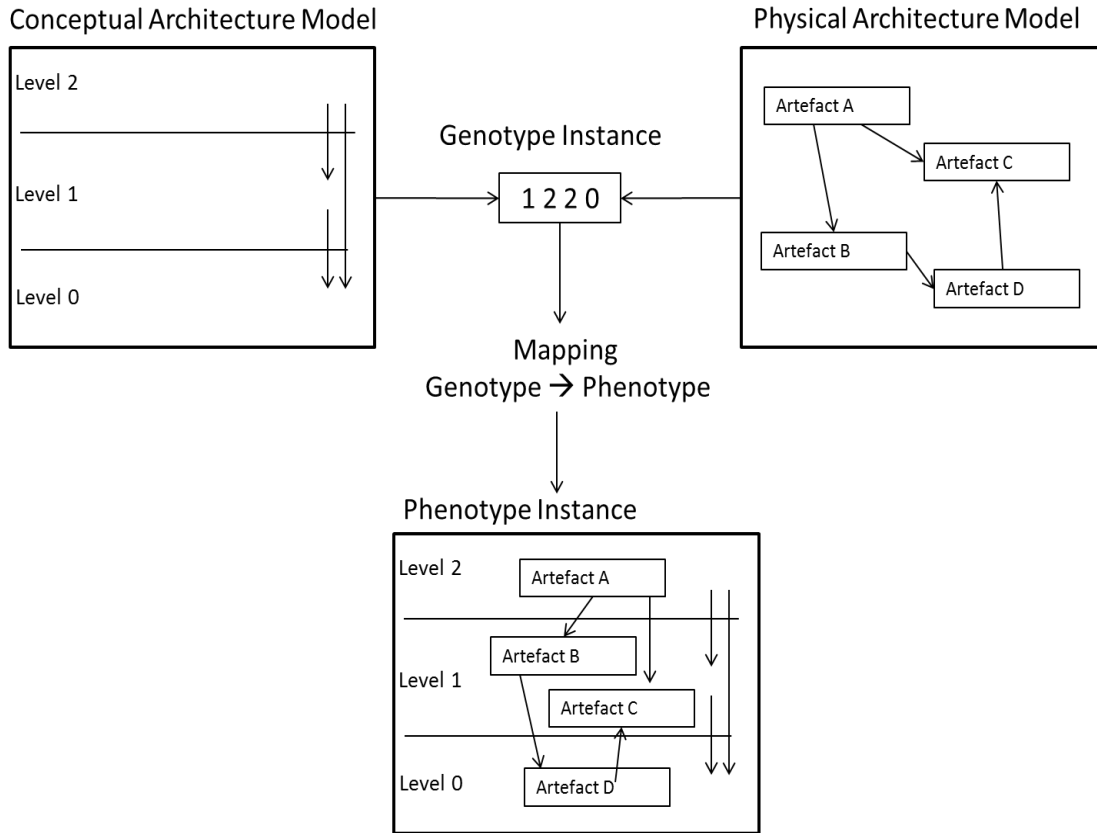 Conceptual Architecture Model
Level 2
Level 1
Level 0
Genotype Instance
1 2 2 0
Physical Architecture Model
Artefact A
Artefact C
Artefact B
Artefact D
Mapping
Genotype → Phenotype
Phenotype Instance
Level 2
Artefact A
Artefact B
Level 1
Artefact C
Level 0
Artefact D